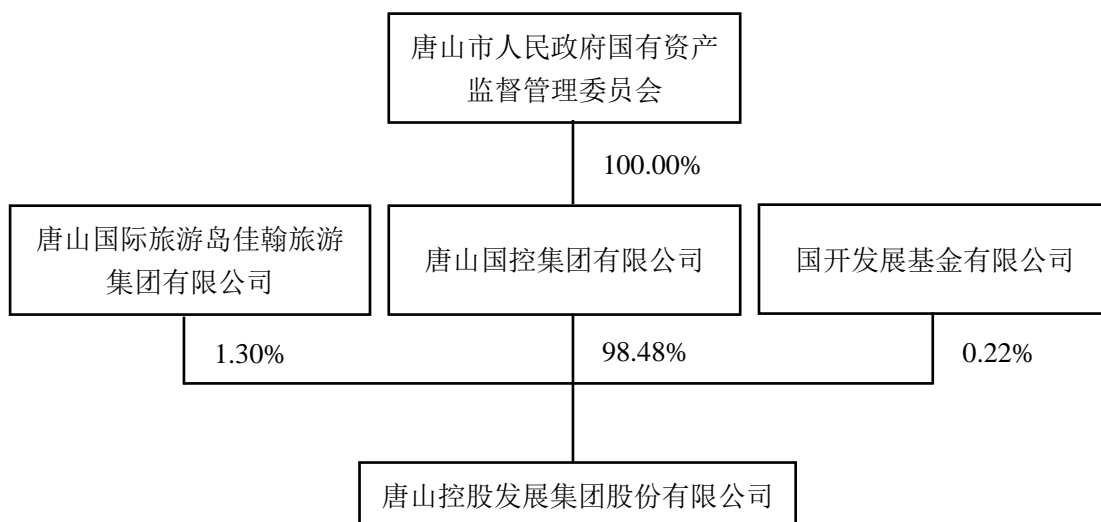 唐山市人民政府国有资产
监督管理委员会
100.00%
唐山国际旅游岛佳翰旅游
集团有限公司
唐山国控集团有限公司
国开发展基金有限公司
1.30%
98.48%
0.22%
唐山控股发展集团股份有限公司